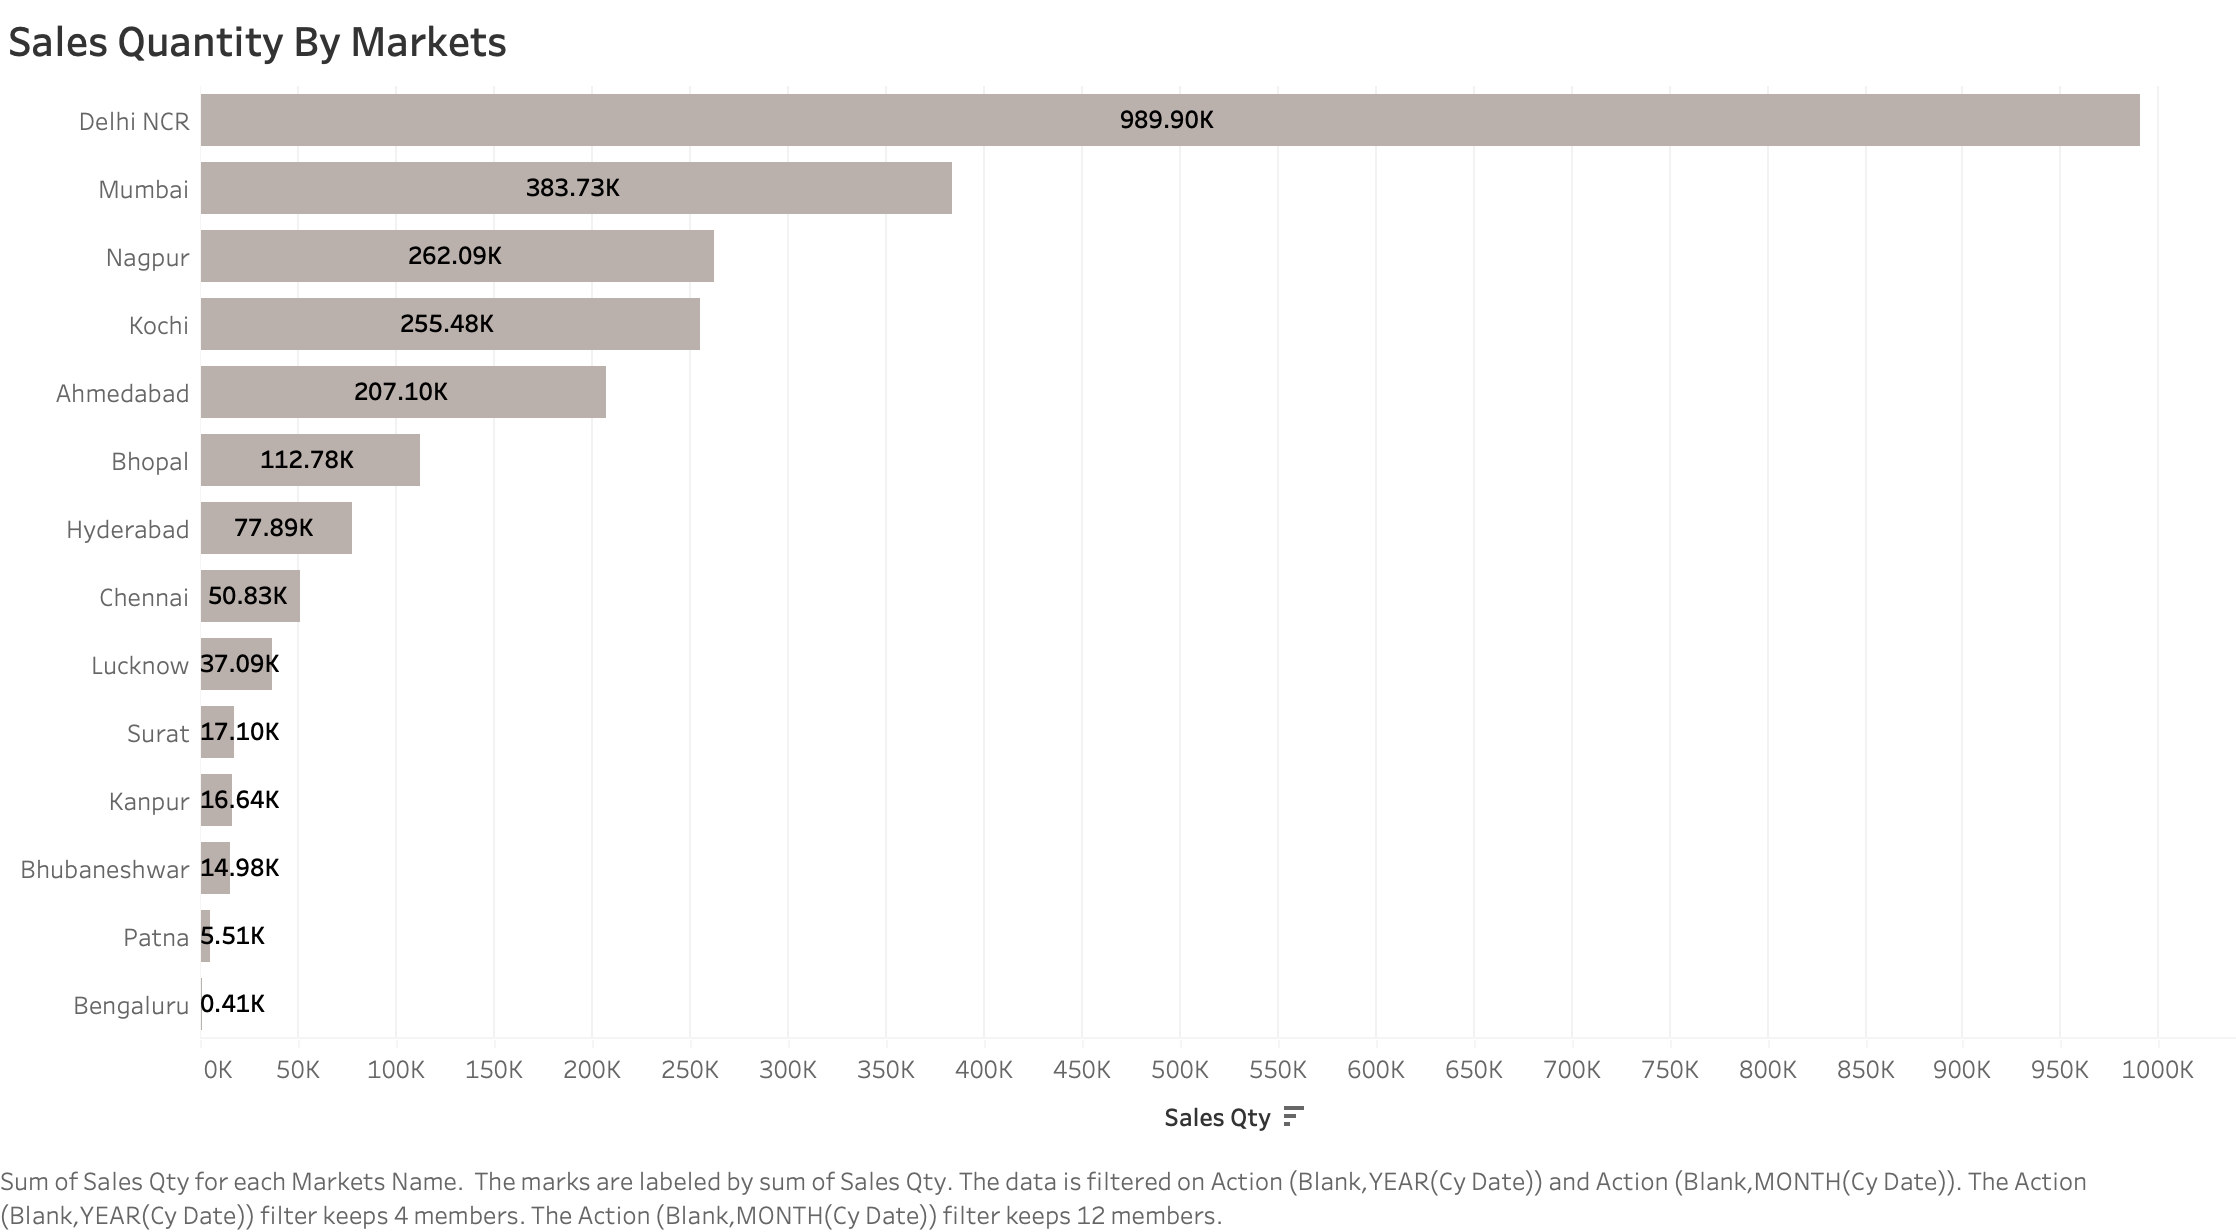 Sales Quantity By Markets
Delhi NCR 989.90K
Mumbai 383.73K
Nagpur 262.09K
Kochi 255.48K
Ahmedabad 207.10K
Bhopal 112.78K
Hyderabad 77.89K
Chennai 50.83K
Lucknow 37.09K
Surat 17.10K
Kanpur 16.64K
Bhubaneshwar 14.98K
Patna 5.51K
Bengaluru 0.41K
0K 50K 100K 150K 200K 250K 300K 350K 400K 450K 500K 550K 600K 650K 700K 750K 800K 850K 900K 950K 1000K
Sales Qty
Sum of Sales Qty for each Markets Name.  The marks are labeled by sum of Sales Qty. The data is filtered on Action (Blank,YEAR(Cy Date)) and Action (Blank,MONTH(Cy Date)). The Action
(Blank,YEAR(Cy Date)) filter keeps 4 members. The Action (Blank,MONTH(Cy Date)) filter keeps 12 members.